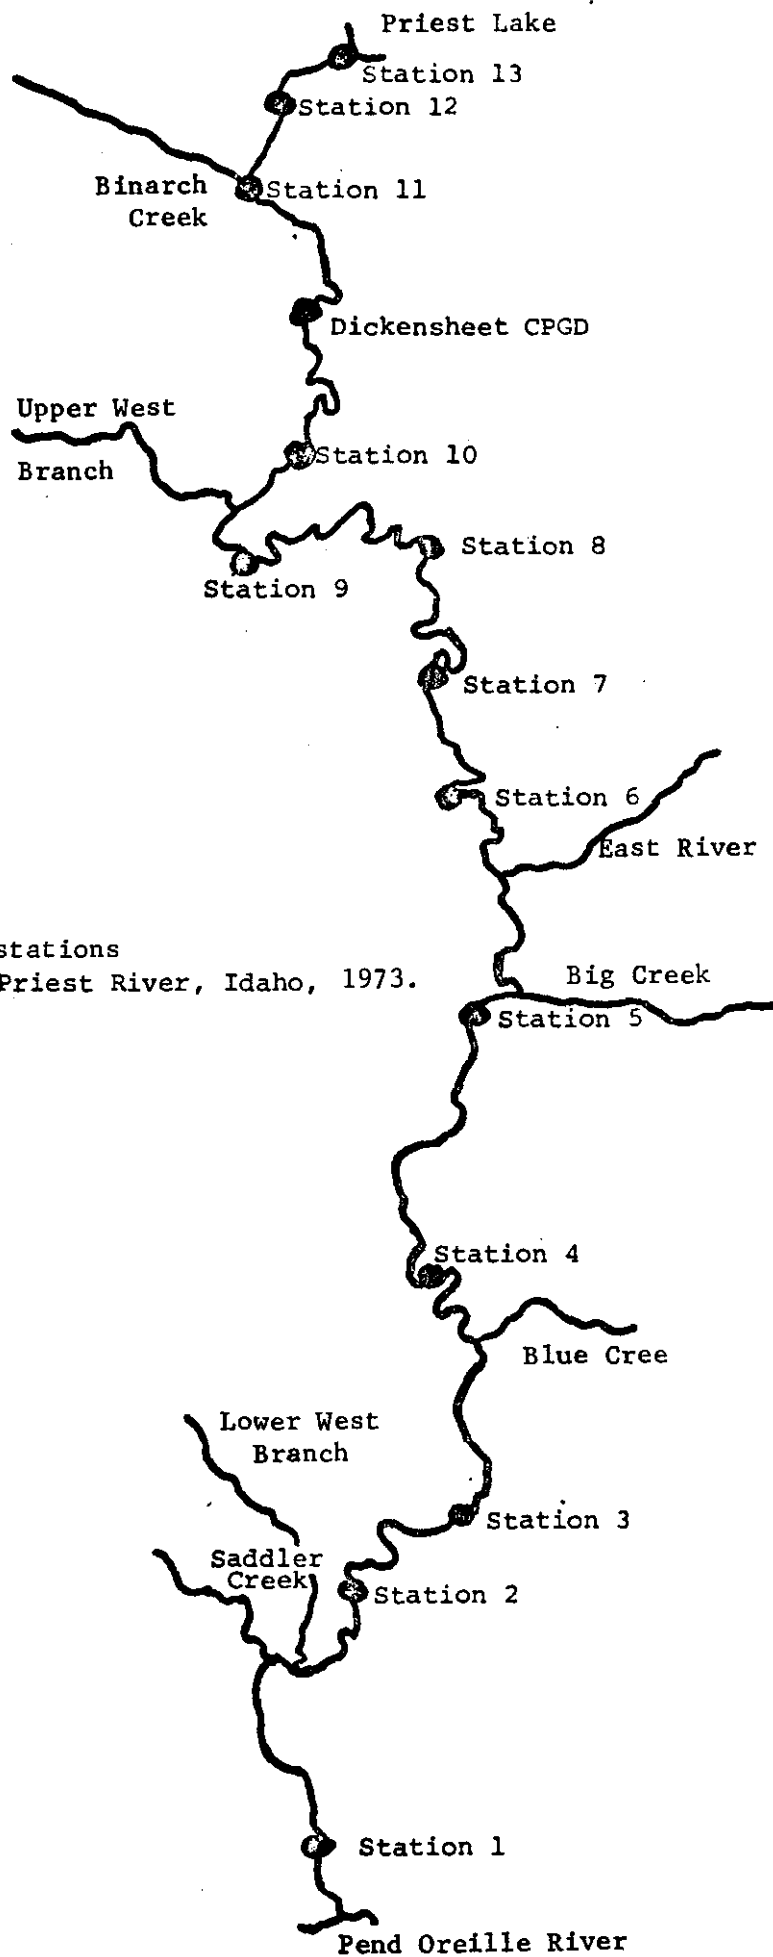 Priest Lake
Station 13
Station 12
Binarch
Creek
Station 11
Dickensheet CPGD
Upper West
Branch
Station 10
Station 8
Station 9
Station 7
Station 6
East River
stations
Priest River, Idaho, 1973.
Big Creek
Station 5
Station 4
Blue Cree
Lower West
Branch
Station 3
Saddler
Creek
Station 2
Station 1
Pend Oreille River